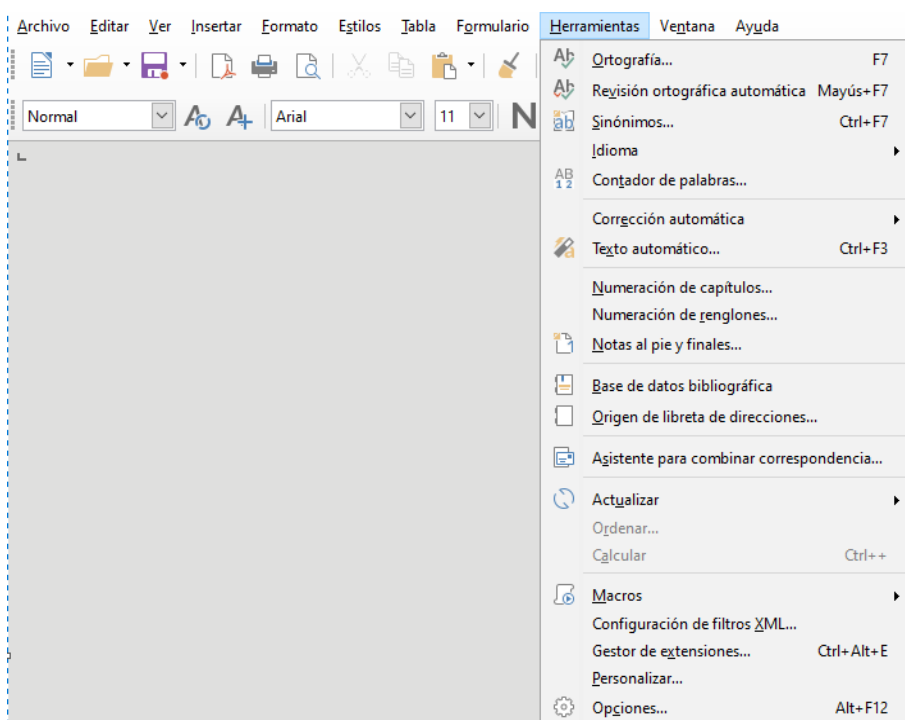 Archivo Editar Ver Insertar Formato Estilos Tabla Formulario Herramientas Ventana Ayuda
Normal Arial 11 N
Ortografía... F7
Revisión ortográfica automática Mayús+F7
Sinónimos... Ctrl+F7
Idioma
Contador de palabras...
Corrección automática
Texto automático... Ctrl+F3
Numeración de capítulos...
Numeración de renglones...
Notas al pie y finales...
Base de datos bibliográfica
Origen de libreta de direcciones...
Asistente para combinar correspondencia...
Actualizar
Ordenar...
Calcular Ctrl++
Macros
Configuración de filtros XML...
Gestor de extensiones... Ctrl+Alt+E
Personalizar...
Opciones... Alt+F12